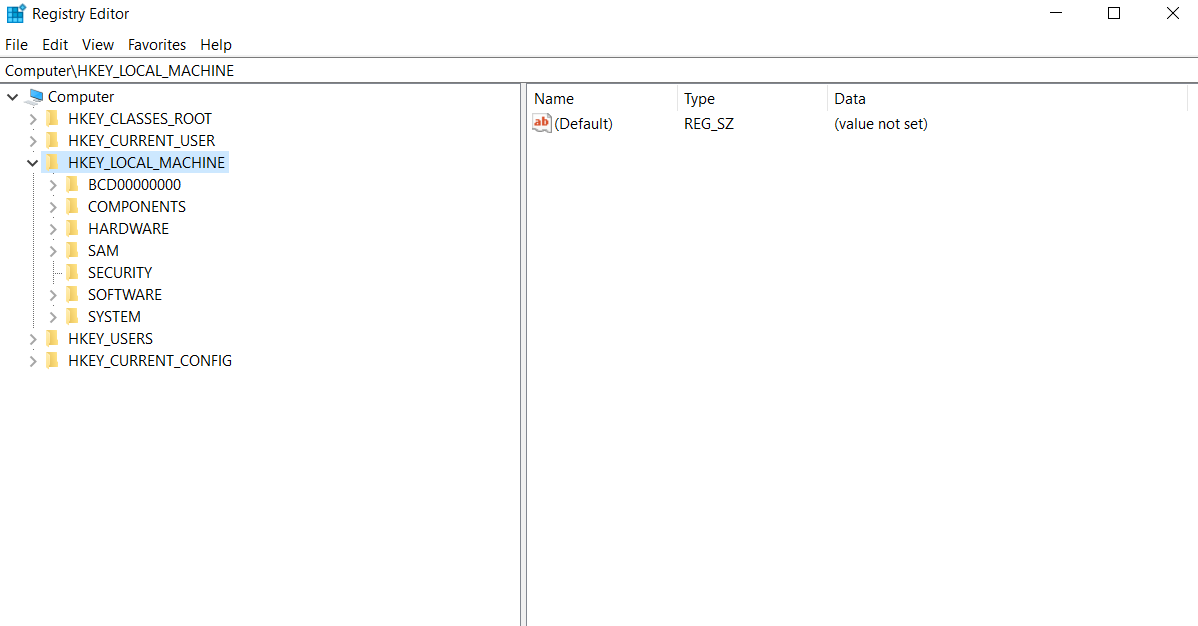 Registry Editor
File Edit View Favorites Help
Computer\HKEY_LOCAL_MACHINE
Computer
HKEY_CLASSES_ROOT
HKEY_CURRENT_USER
HKEY_LOCAL_MACHINE
BCD00000000
COMPONENTS
HARDWARE
SAM
SECURITY
SOFTWARE
SYSTEM
HKEY_USERS
HKEY_CURRENT_CONFIG
Name Type Data
ab (Default) REG_SZ (value not set)